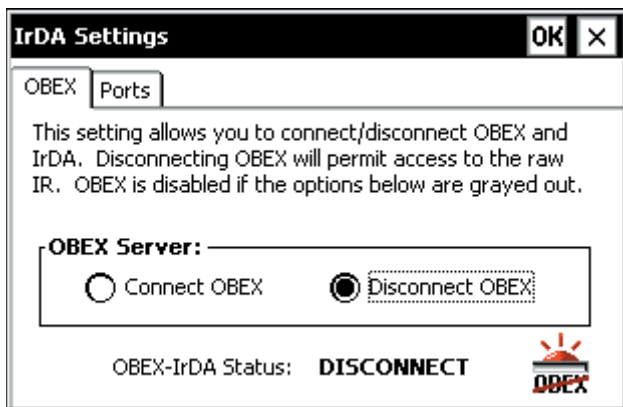 IrDA Settings OK ×
OBEX Ports
This setting allows you to connect/disconnect OBEX and
IrDA. Disconnecting OBEX will permit access to the raw
IR. OBEX is disabled if the options below are grayed out.
OBEX Server:
Connect OBEX Disconnect OBEX
OBEX-IrDA Status: DISCONNECT OBEX